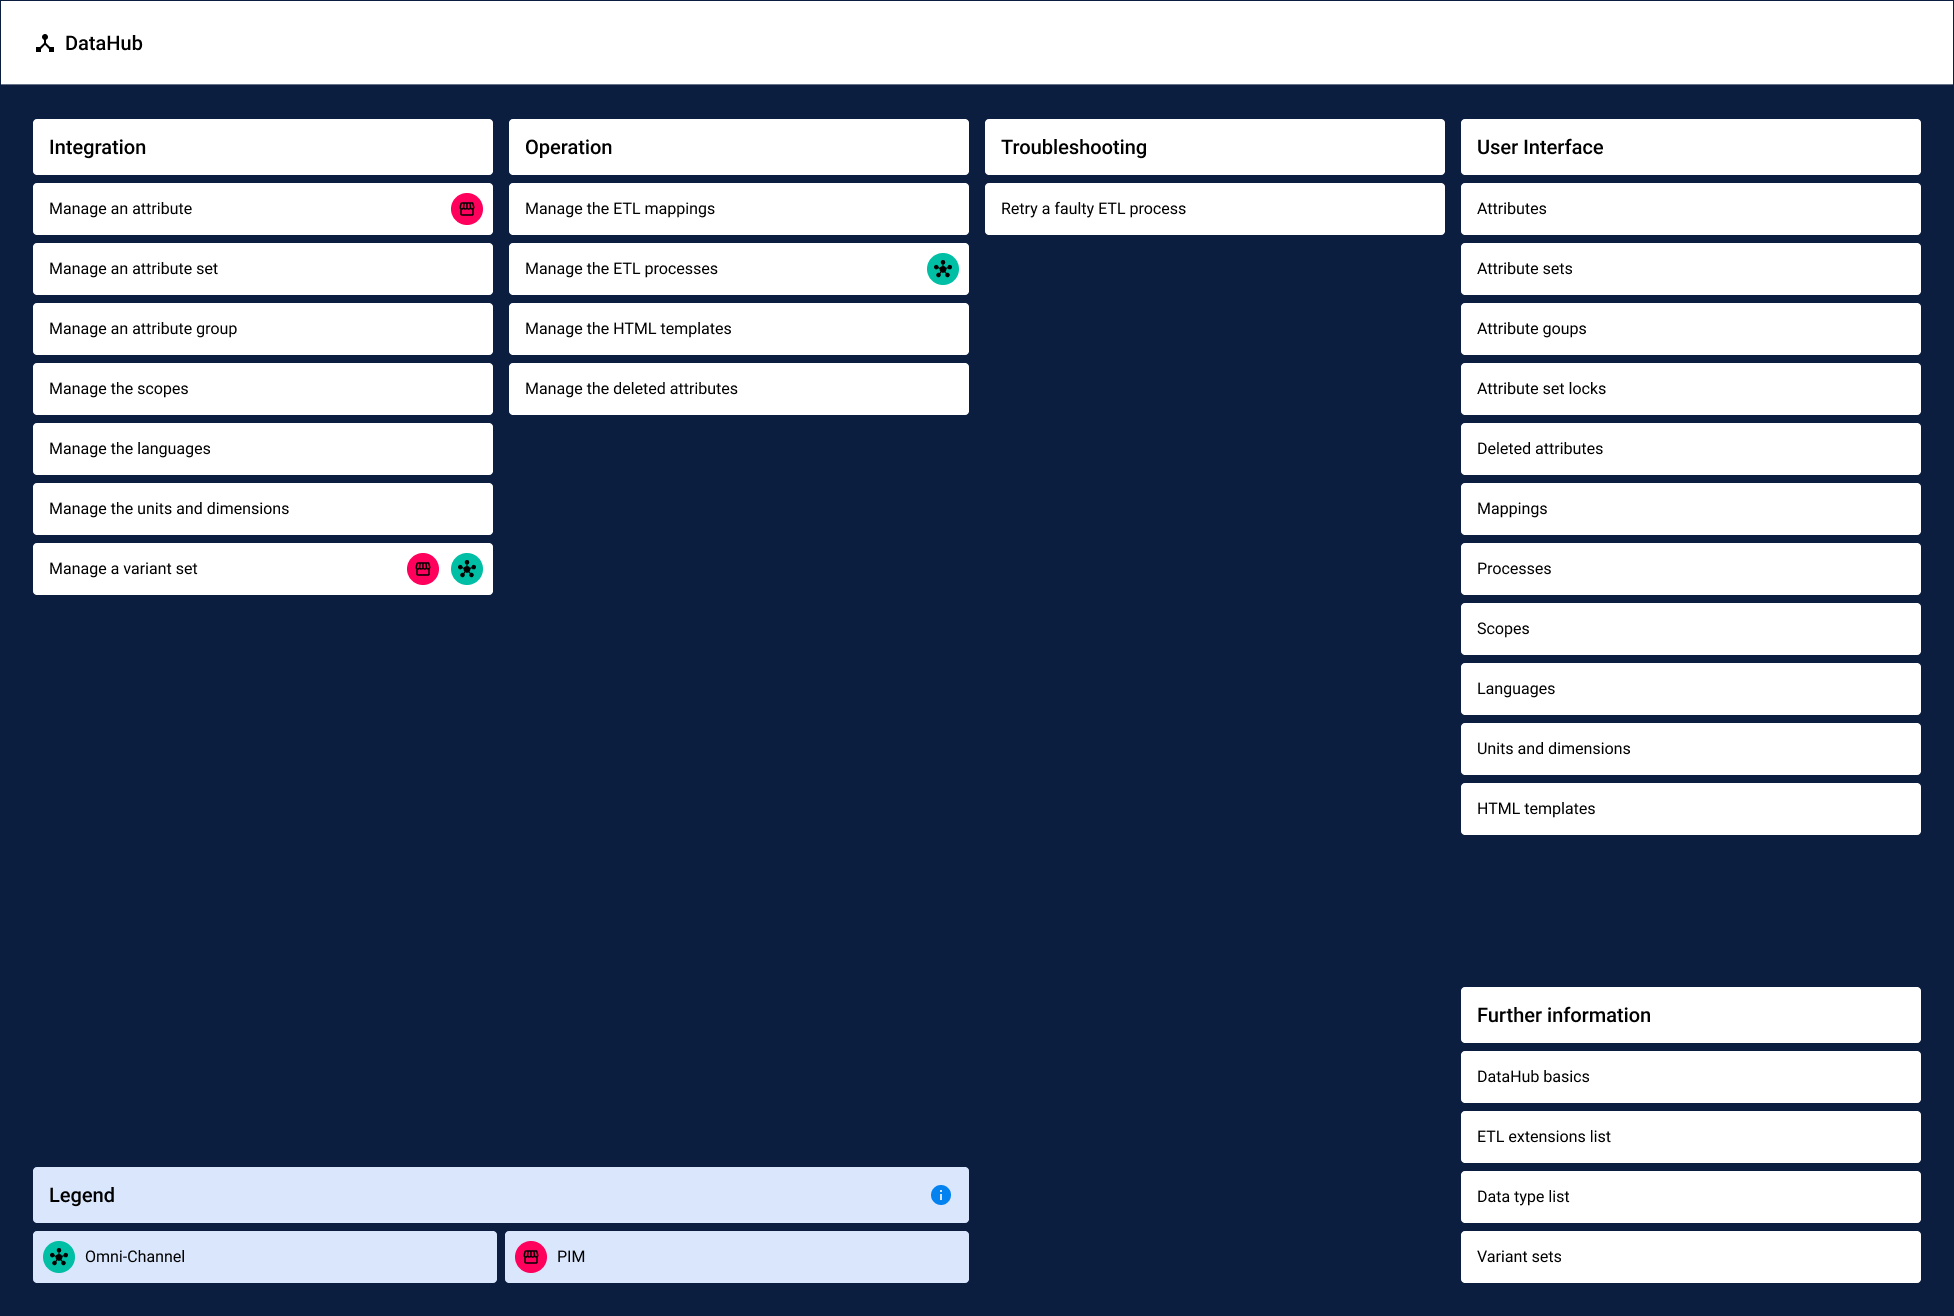 DataHub
Integration
Manage an attribute
Manage an attribute set
Manage an attribute group
Manage the scopes
Manage the languages
Manage the units and dimensions
Manage a variant set
Operation
Manage the ETL mappings
Manage the ETL processes
Manage the HTML templates
Manage the deleted attributes
Troubleshooting
Retry a faulty ETL process
User Interface
Attributes
Attribute sets
Attribute goups
Attribute set locks
Deleted attributes
Mappings
Processes
Scopes
Languages
Units and dimensions
HTML templates
Further information
DataHub basics
ETL extensions list
Data type list
Variant sets
Legend
Omni-Channel
PIM